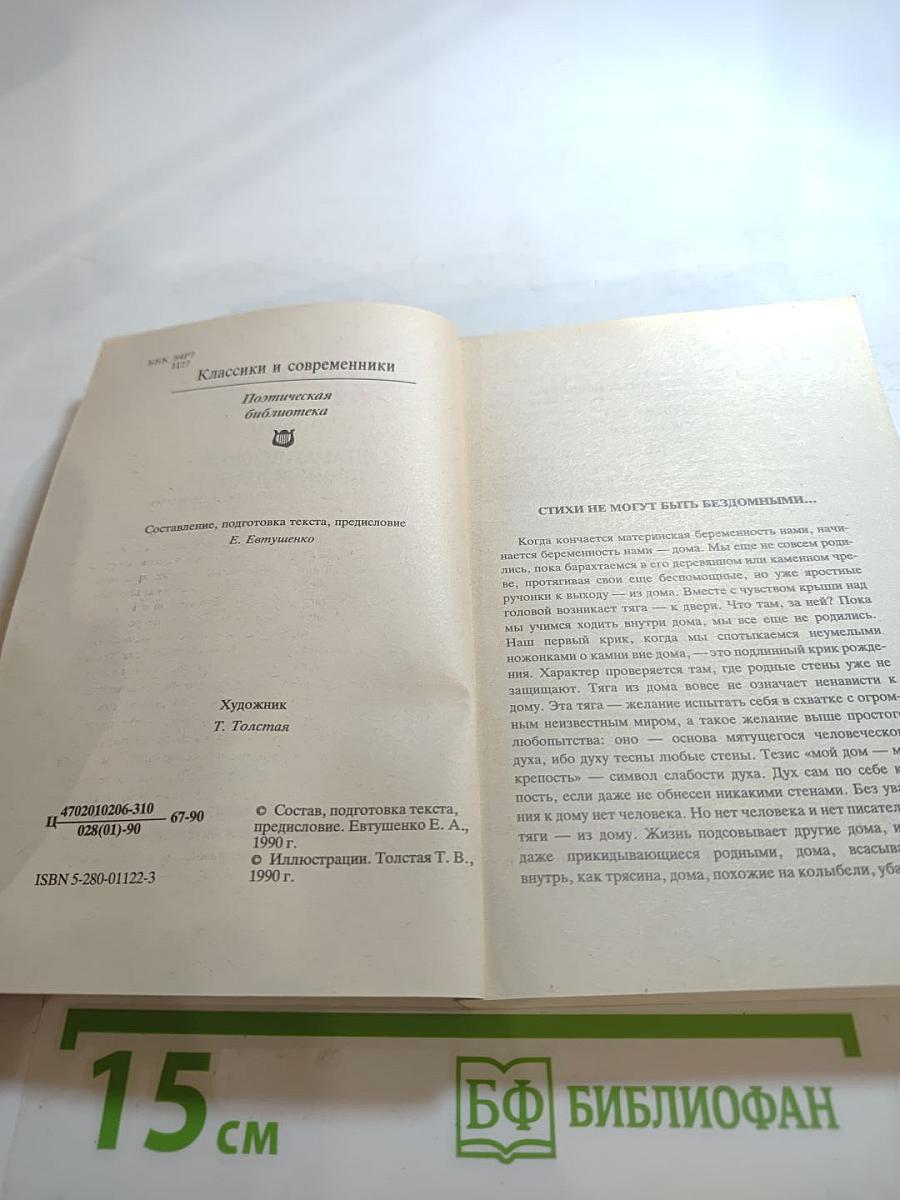 ББК 84Р7
Классики и современники
Поэтическая
библиотека
Составление, подготовка текста, предисловие
Е. Евтушенко
Художник
Т. Толстая
Ц 4702010206-310 67-90
028(01)-90
ISBN 5-280-01122-3
© Состав, подготовка текста,
предисловие. Евтушенко Е. А.,
1990 г.
© Иллюстрации. Толстая Т. В.,
1990 г.
СТИХИ НЕ МОГУТ БЫТЬ БЕЗДОМНЫМИ...
Когда кончается материнская беременность нами, начи-
нается беременность нами — дома. Мы еще не совсем роди-
лись, пока барахтаемся в его деревянном или каменном чре-
ве, протягивая свои еще беспомощные, но уже яростные
ручонки к выходу — из дома. Вместе с чувством крыши над
головой возникает тяга — к двери. Что там, за ней? Пока
мы учимся ходить внутри дома, мы все еще не родились.
Наш первый крик, когда мы спотыкаемся неумелыми
ножонками о камни вне дома, — это подлинный крик рожде-
ния. Характер проверяется там, где родные стены уже не
защищают. Тяга из дома вовсе не означает ненависти к
дому. Эта тяга — желание испытать себя в схватке с огром-
ным неизвестным миром, а такое желание выше простого
любопытства: оно — основа мятущегося человеческо
духа, ибо духу тесны любые стены. Тезис «мой дом — м
крепость» — символ слабости духа. Дух сам по себе к
пость, если даже не обнесен никакими стенами. Без ува
ния к дому нет человека. Но нет человека и нет писател
тяги — из дому. Жизнь подсовывает другие дома, и
даже прикидывающиеся родными, дома, всасыва
внутрь, как трясина, дома, похожие на колыбели, уба
15 см
БФ БИБЛИОФАН